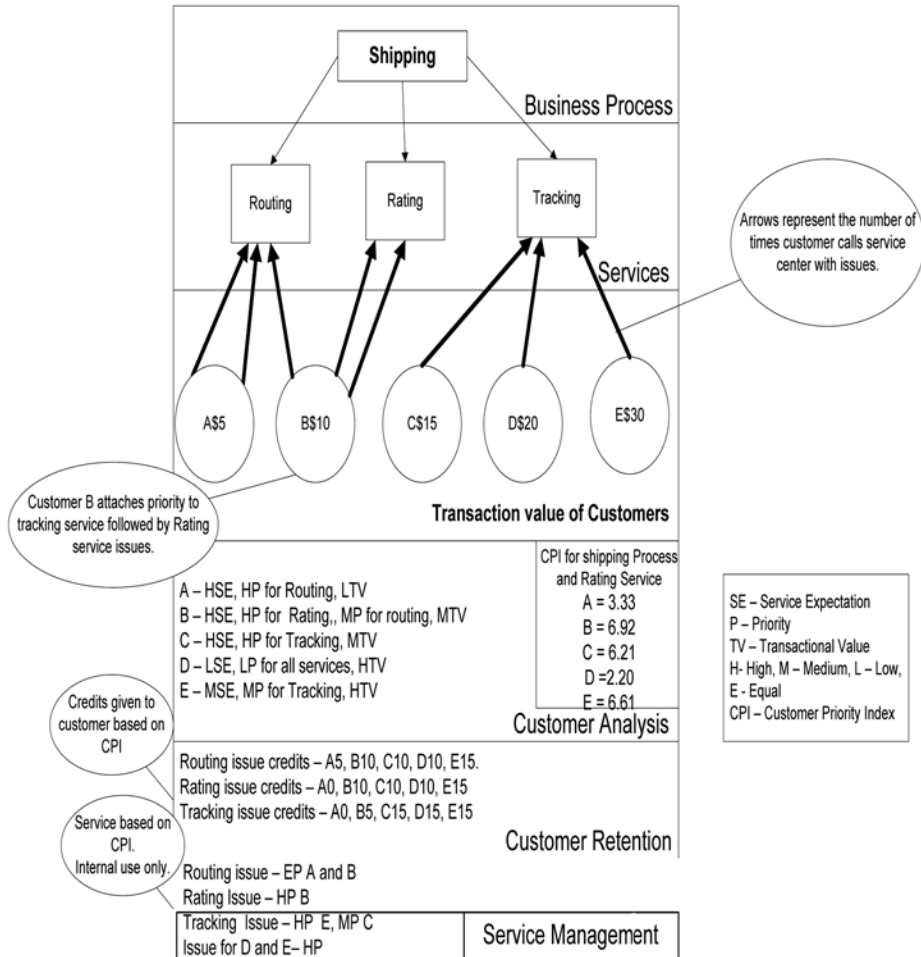 Shipping
Business Process
Routing
Rating
Tracking
Services
Arrows represent the number of
times customer calls service
center with issues.
A$5
B$10
C$15
D$20
E$30
Customer B attaches priority to
tracking service followed by Rating
service issues.
Transaction value of Customers
A – HSE, HP for Routing, LTV
B – HSE, HP for Rating,, MP for routing, MTV
C – HSE, HP for Tracking, MTV
D – LSE, LP for all services, HTV
E – MSE, MP for Tracking, HTV
CPI for shipping Process
and Rating Service
A = 3.33
B = 6.92
C = 6.21
D =2.20
E = 6.61
Customer Analysis
SE – Service Expectation
P – Priority
TV – Transactional Value
H- High, M – Medium, L – Low,
E - Equal
CPI – Customer Priority Index
Credits given to
customer based on
CPI
Routing issue credits – A5, B10, C10, D10, E15.
Rating issue credits – A0, B10, C10, D10, E15
Tracking issue credits – A0, B5, C15, D15, E15
Customer Retention
Service based on
CPI.
Internal use only.
Routing issue – EP A and B
Rating Issue – HP B
Tracking Issue – HP E, MP C
Issue for D and E– HP
Service Management